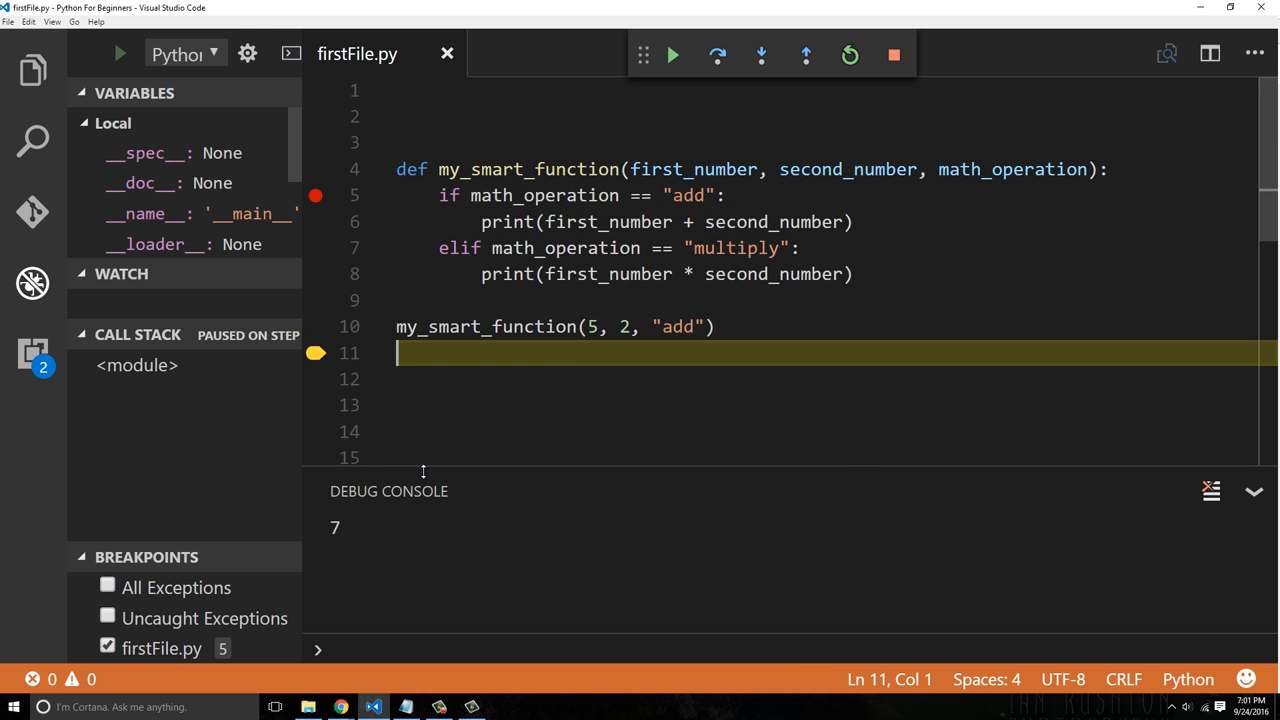 firstFile.py - Python For Beginners - Visual Studio Code
File Edit View Go Help
Pythor
firstFile.py
VARIABLES
Local
__spec__: None
__doc__: None
__name__: '__main__'
__loader__: None
WATCH
CALL STACK PAUSED ON STEP
<module>
2
BREAKPOINTS
All Exceptions
Uncaught Exceptions
firstFile.py 5
1
2
3
4 def my_smart_function(first_number, second_number, math_operation):
5 if math_operation == "add":
6 print(first_number + second_number)
7 elif math_operation == "multiply":
8 print(first_number * second_number)
9
10 my_smart_function(5, 2, "add")
11
12
13
14
15
DEBUG CONSOLE
7
0 0
Ln 11, Col 1 Spaces: 4 UTF-8 CRLF Python
I'm Cortana. Ask me anything.
7:01 PM
9/24/2016